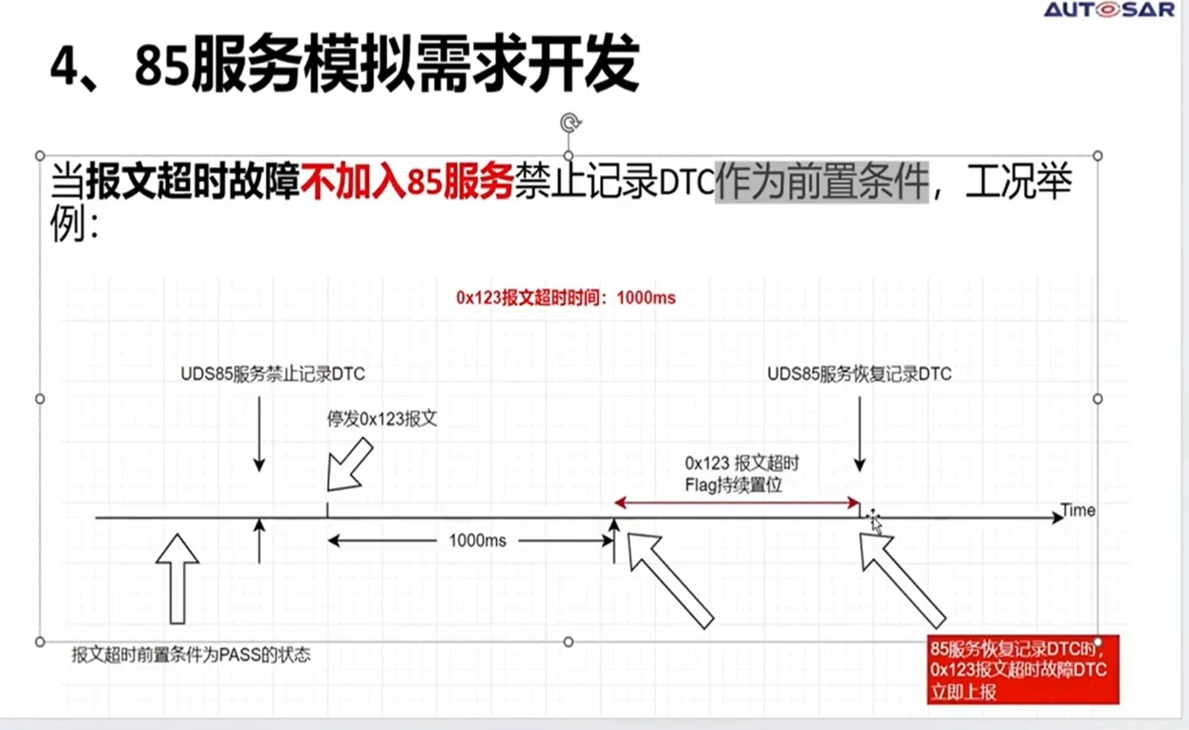 AUTOSAR
4、85服务模拟需求开发
当报文超时故障不加入85服务禁止记录DTC作为前置条件，工况举
例：
0x123报文超时时间：1000ms
UDS85服务禁止记录DTC
UDS85服务恢复记录DTC
停发0x123报文
0x123 报文超时
Flag持续置位
Time
1000ms
报文超时前置条件为PASS的状态
85服务恢复记录DTC时，
0x123报文超时故障DTC
立即上报